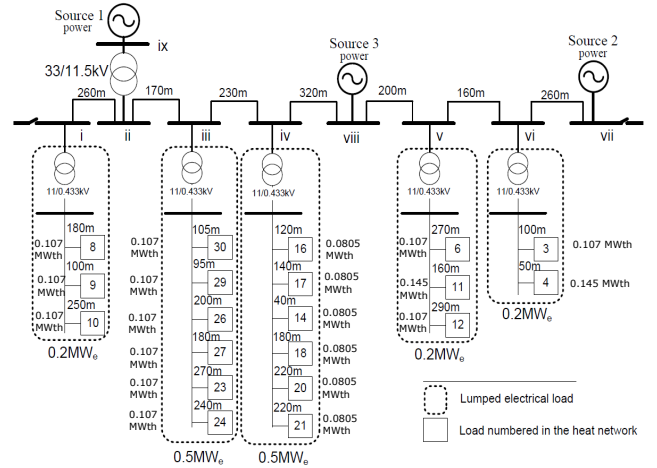 Source 1
power
ix
33/11.5kV
Source 3
power
Source 2
power
260m
170m
230m
320m
200m
160m
260m
i
ii
iii
iv
viii
v
vi
vii
11/0.433kV
11/0.433kV
11/0.433kV
11/0.433kV
11/0.433kV
180m
0.107
MWth
8
100m
0.107
MWth
9
250m
0.107
MWth
10
0.2MWe
105m
0.107
MWth
30
95m
0.107
MWth
29
200m
0.107
MWth
26
180m
0.107
MWth
27
270m
0.107
MWth
23
240m
0.107
MWth
24
0.5MWe
120m
16
0.0805
MWth
140m
17
0.0805
MWth
40m
14
0.0805
MWth
180m
18
0.0805
MWth
220m
20
0.0805
MWth
220m
21
0.0805
MWth
0.5MWe
270m
0.107
MWth
6
160m
0.145
MWth
11
290m
0.107
MWth
12
0.2MWe
100m
3
0.107 MWth
50m
4
0.145 MWth
0.2MWe
Lumped electrical load
Load numbered in the heat network